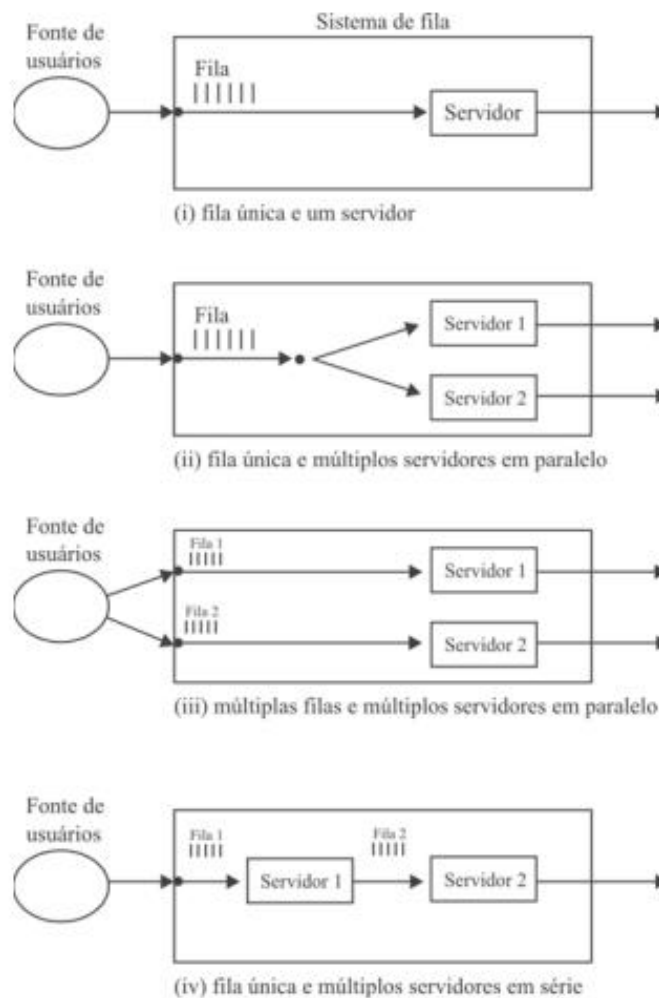 Sistema de fila
Fonte de
usuários
Fila
Servidor
(i) fila única e um servidor
Fonte de
usuários
Fila
Servidor 1
Servidor 2
(ii) fila única e múltiplos servidores em paralelo
Fonte de
usuários
Fila 1
Servidor 1
Fila 2
Servidor 2
(iii) múltiplas filas e múltiplos servidores em paralelo
Fonte de
usuários
Fila 1
Fila 2
Servidor 1
Servidor 2
(iv) fila única e múltiplos servidores em série